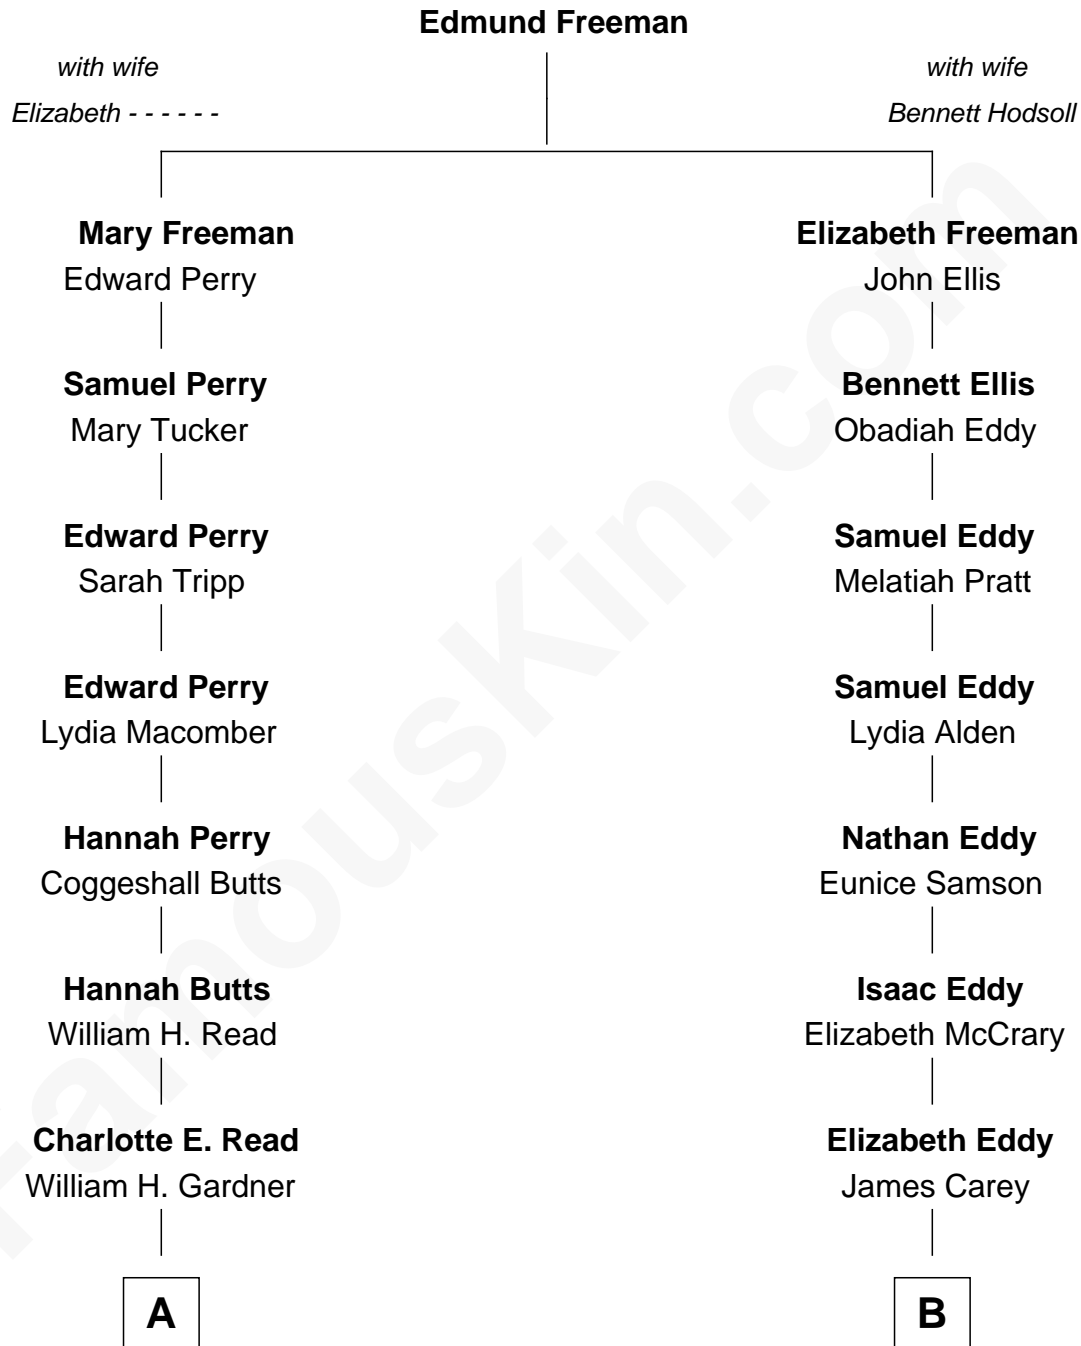 Edmund Freeman
with wife
Elizabeth - - - - - -
with wife
Bennett Hodsoll
Mary Freeman
Edward Perry
Elizabeth Freeman
John Ellis
Samuel Perry
Mary Tucker
Bennett Ellis
Obadiah Eddy
Edward Perry
Sarah Tripp
Samuel Eddy
Melatiah Pratt
Edward Perry
Lydia Macomber
Samuel Eddy
Lydia Alden
Hannah Perry
Coggeshall Butts
Nathan Eddy
Eunice Samson
Hannah Butts
William H. Read
Isaac Eddy
Elizabeth McCrary
Charlotte E. Read
William H. Gardner
Elizabeth Eddy
James Carey
A
B
FamousKin.com